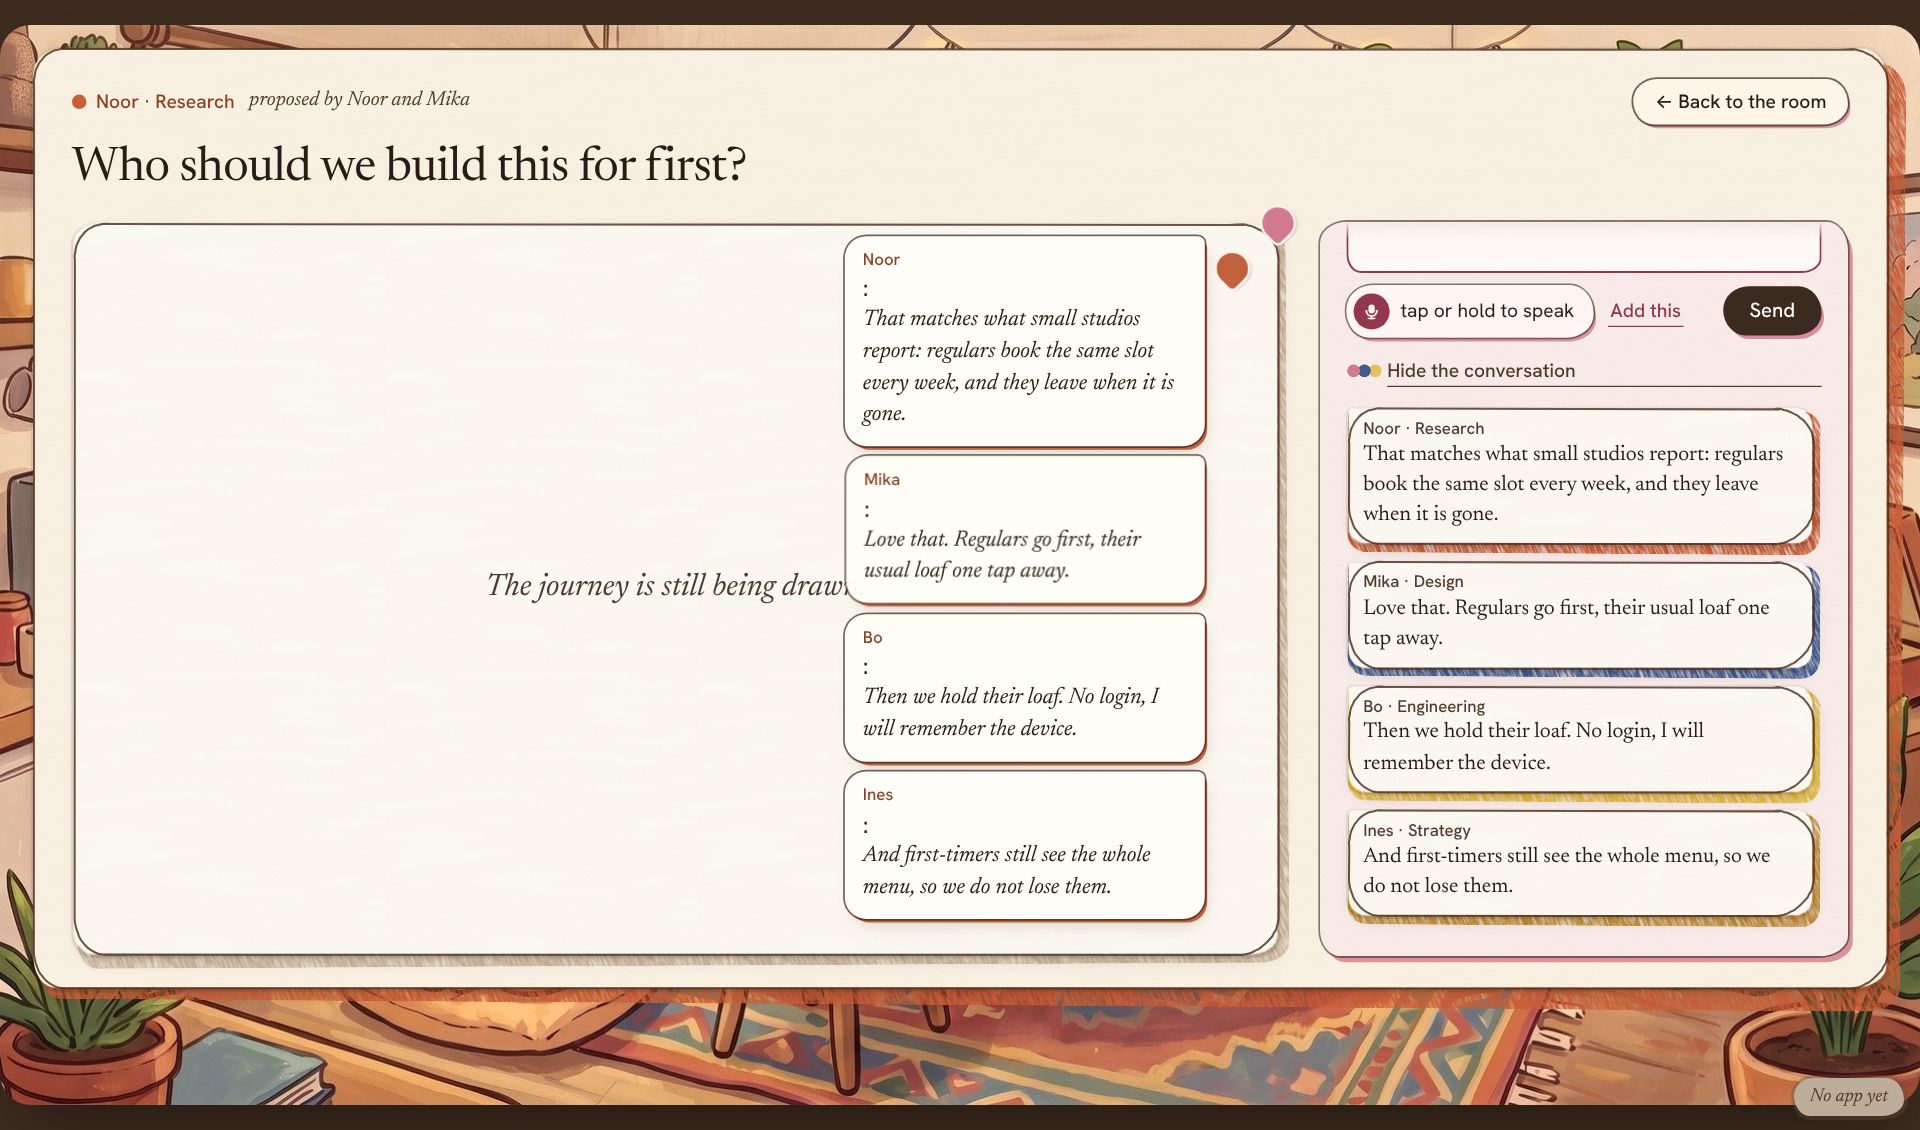 Noor · Research proposed by Noor and Mika
← Back to the room
Who should we build this for first?
The journey is still being drawn
Noor
:
That matches what small studios
report: regulars book the same slot
every week, and they leave when it is
gone.
Mika
:
Love that. Regulars go first, their
usual loaf one tap away.
Bo
:
Then we hold their loaf. No login, I
will remember the device.
Ines
:
And first-timers still see the whole
menu, so we do not lose them.
tap or hold to speak
Add this
Send
Hide the conversation
Noor · Research
That matches what small studios report: regulars
book the same slot every week, and they leave
when it is gone.
Mika · Design
Love that. Regulars go first, their usual loaf one
tap away.
Bo · Engineering
Then we hold their loaf. No login, I will
remember the device.
Ines · Strategy
And first-timers still see the whole menu, so we
do not lose them.
No app yet